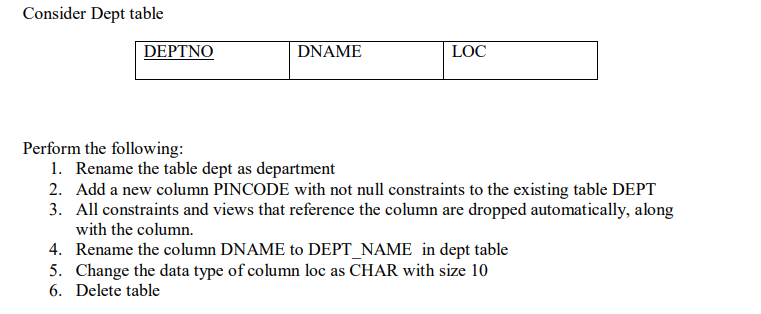 Consider Dept table
DEPTNO DNAME LOC
Perform the following:
1. Rename the table dept as department
2. Add a new column PINCODE with not null constraints to the existing table DEPT
3. All constraints and views that reference the column are dropped automatically, along
with the column.
4. Rename the column DNAME to DEPT_NAME in dept table
5. Change the data type of column loc as CHAR with size 10
6. Delete table